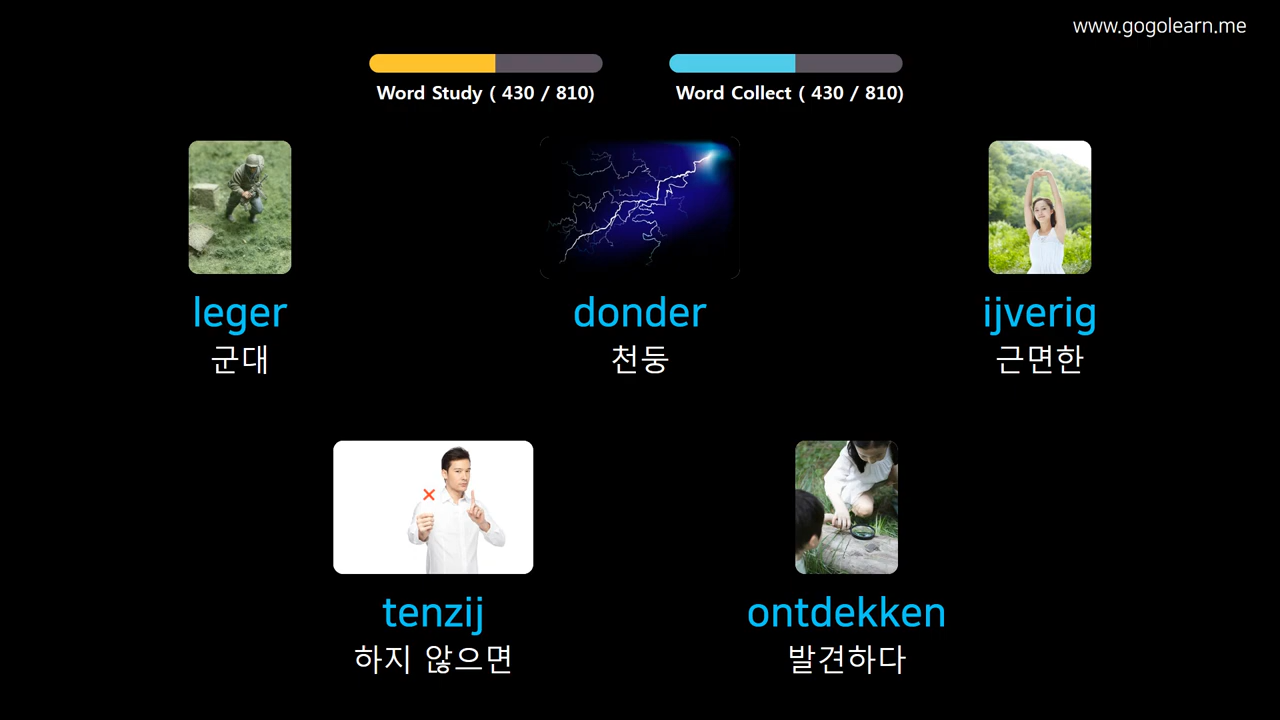 www.gogolearn.me
Word Study ( 430 / 810)
Word Collect ( 430 / 810)
leger
군대
donder
천둥
ijverig
근면한
tenzij
하지 않으면
ontdekken
발견하다